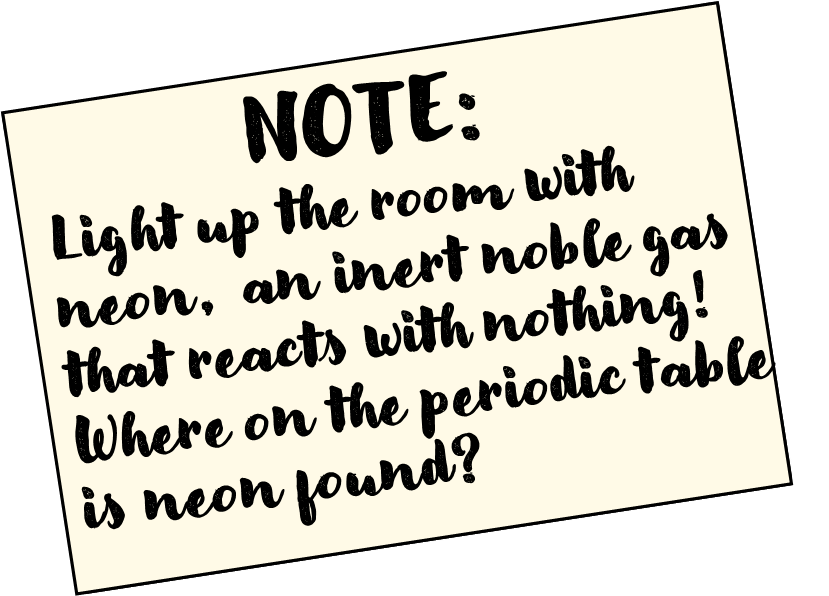 NOTE:
Light up the room with
neon, an inert noble gas
that reacts with nothing!
Where on the periodic table
is neon found?